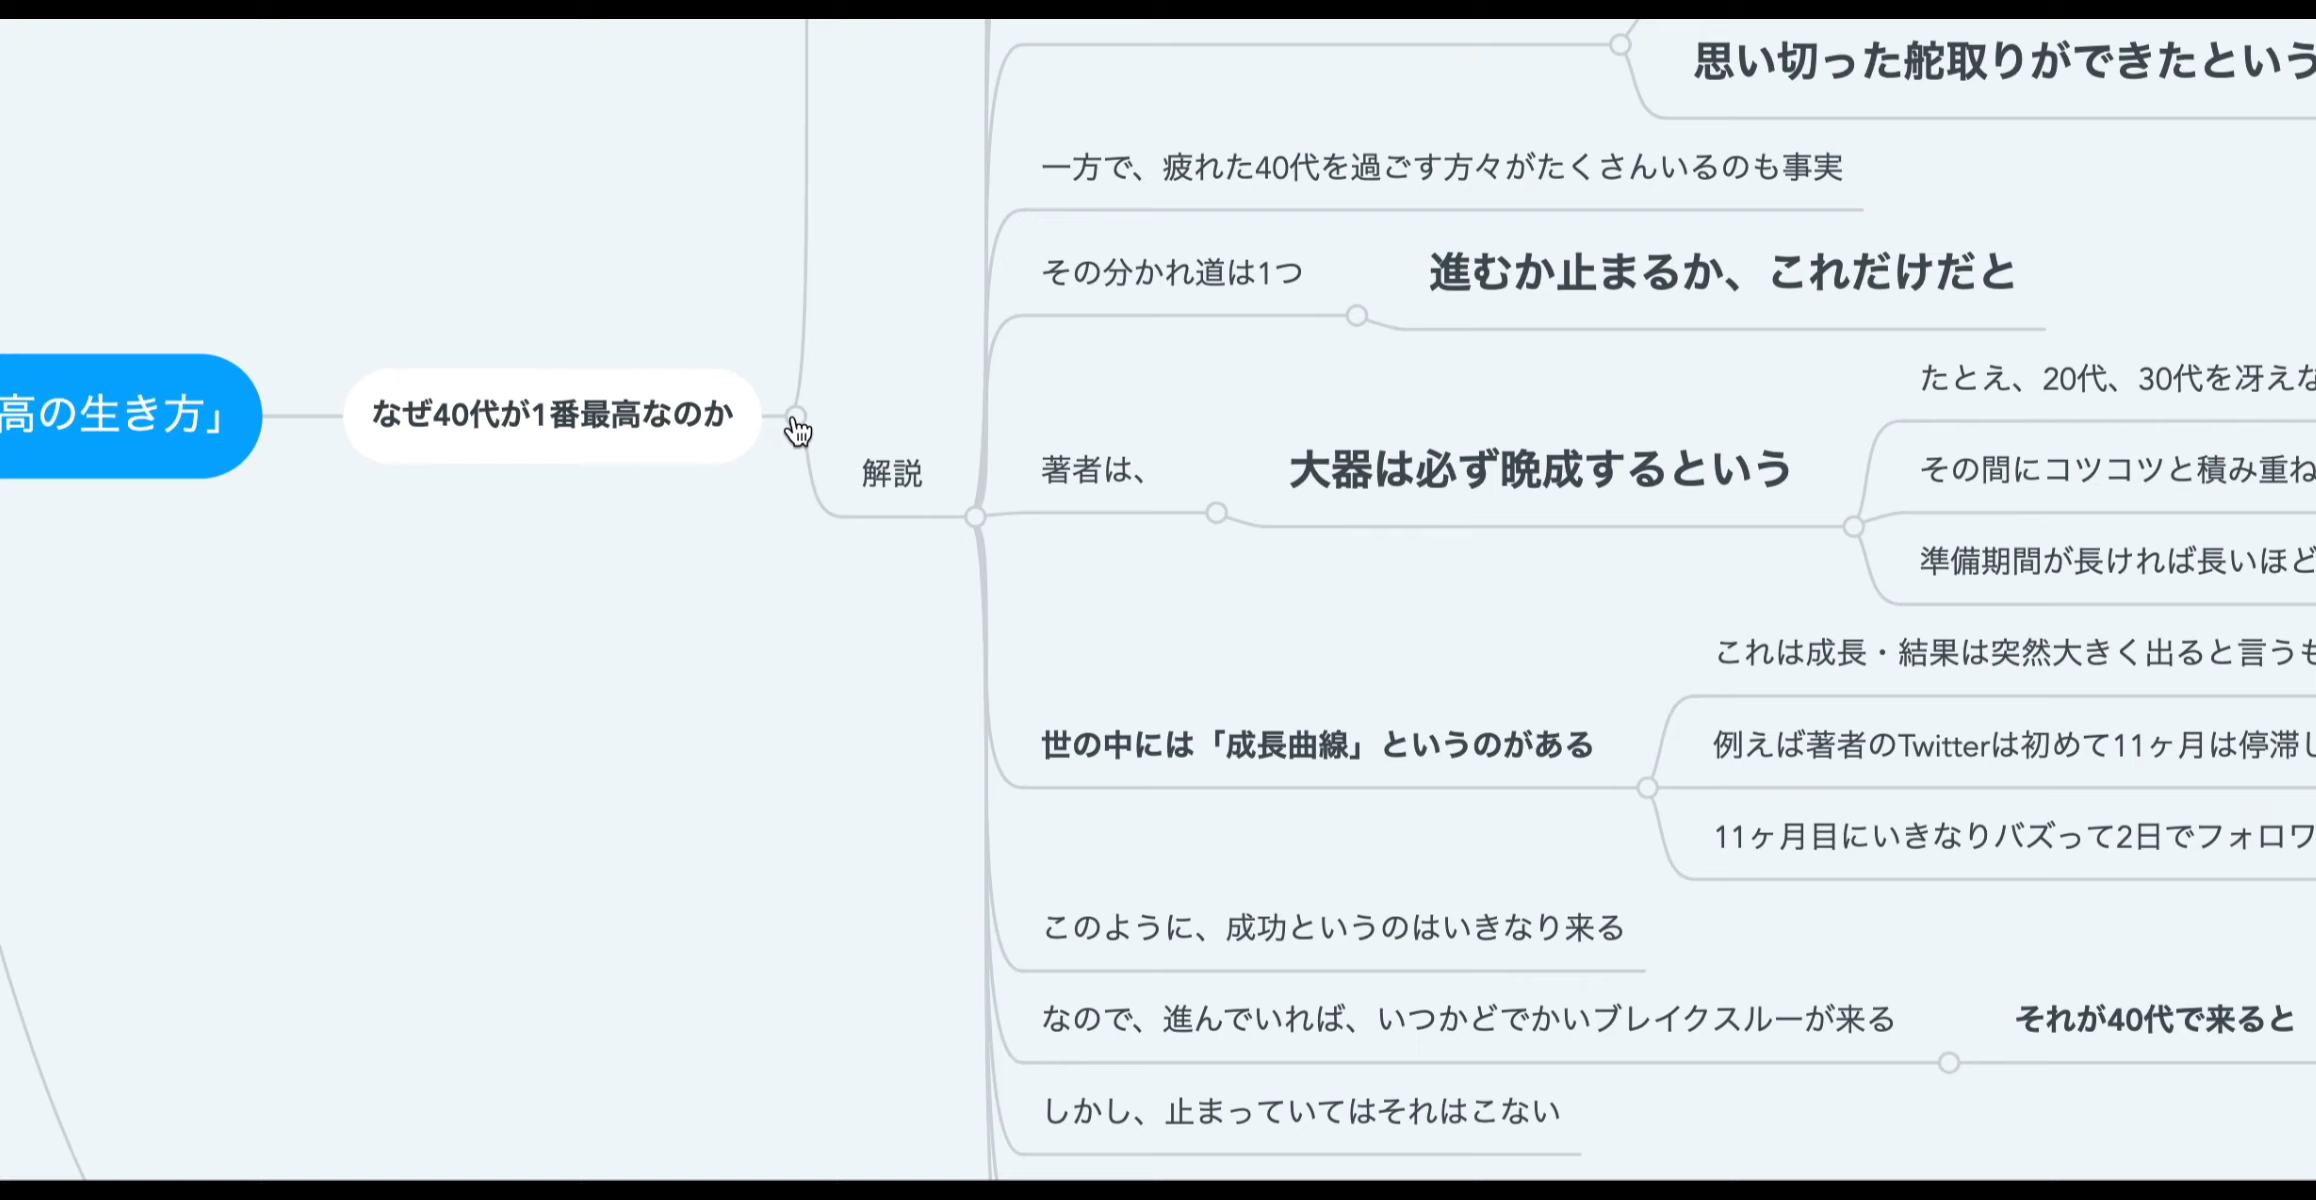 高の生き方」
なぜ40代が1番最高なのか
解説
思い切った舵取りができたという
一方で、疲れた40代を過ごす方々がたくさんいるのも事実
その分かれ道は1つ
進むか止まるか、これだけだと
著者は、
大器は必ず晩成するという
たとえ、20代、30代を冴えな
その間にコツコツと積み重ね
準備期間が長ければ長いほど
世の中には「成長曲線」というのがある
これは成長・結果は突然大きく出ると言うも
例えば著者のTwitterは初めて11ヶ月は停滞し
11ヶ月目にいきなりバズって2日でフォロワ
このように、成功というのはいきなり来る
なので、進んでいれば、いつかどでかいブレイクスルーが来る
それが40代で来ると
しかし、止まっていてはそれはこない